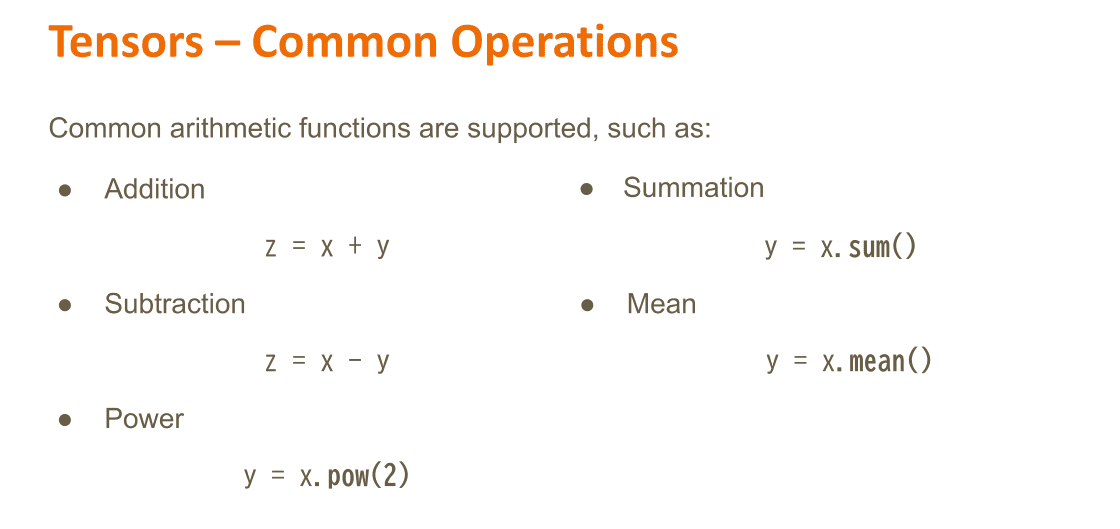 Tensors – Common Operations
Common arithmetic functions are supported, such as:
● Addition
z = x + y
● Subtraction
z = x − y
● Power
y = x.pow(2)
● Summation
y = x.sum()
● Mean
y = x.mean()